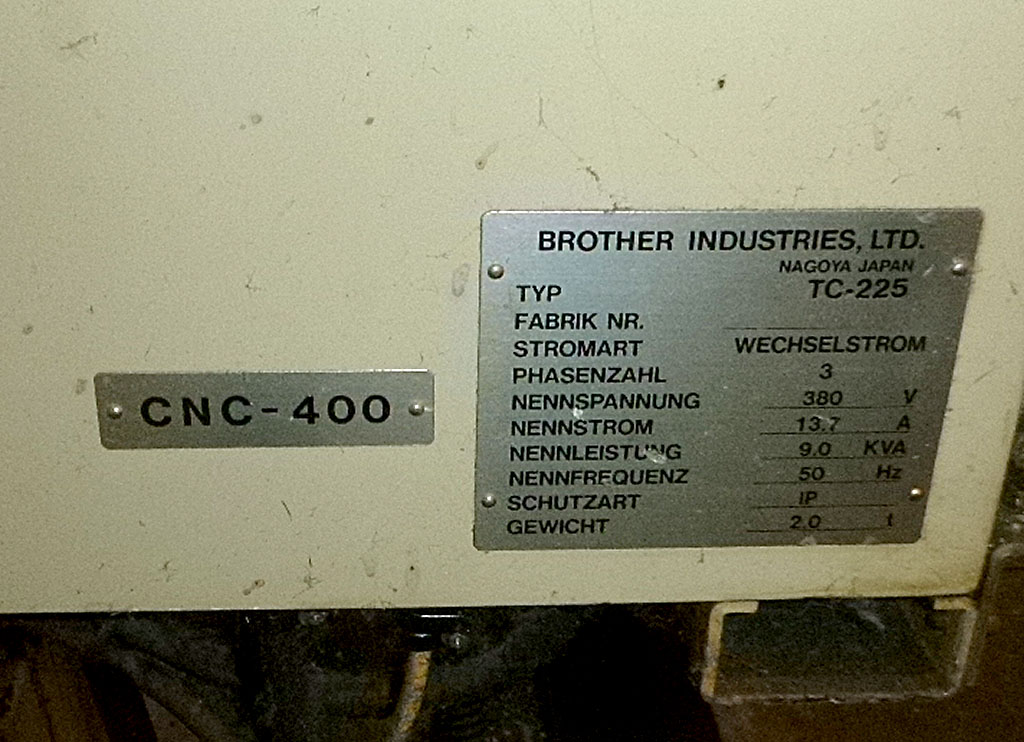 CNC-400
BROTHER INDUSTRIES, LTD.
NAGOYA JAPAN
TYP TC-225
FABRIK NR.
STROMART WECHSELSTROM
PHASENZAHL 3
NENNSPANNUNG 380 V
NENNSTROM 13.7 A
NENNLEISTUNG 9.0 KVA
NENNFREQUENZ 50 Hz
SCHUTZART IP
GEWICHT 2.0 t